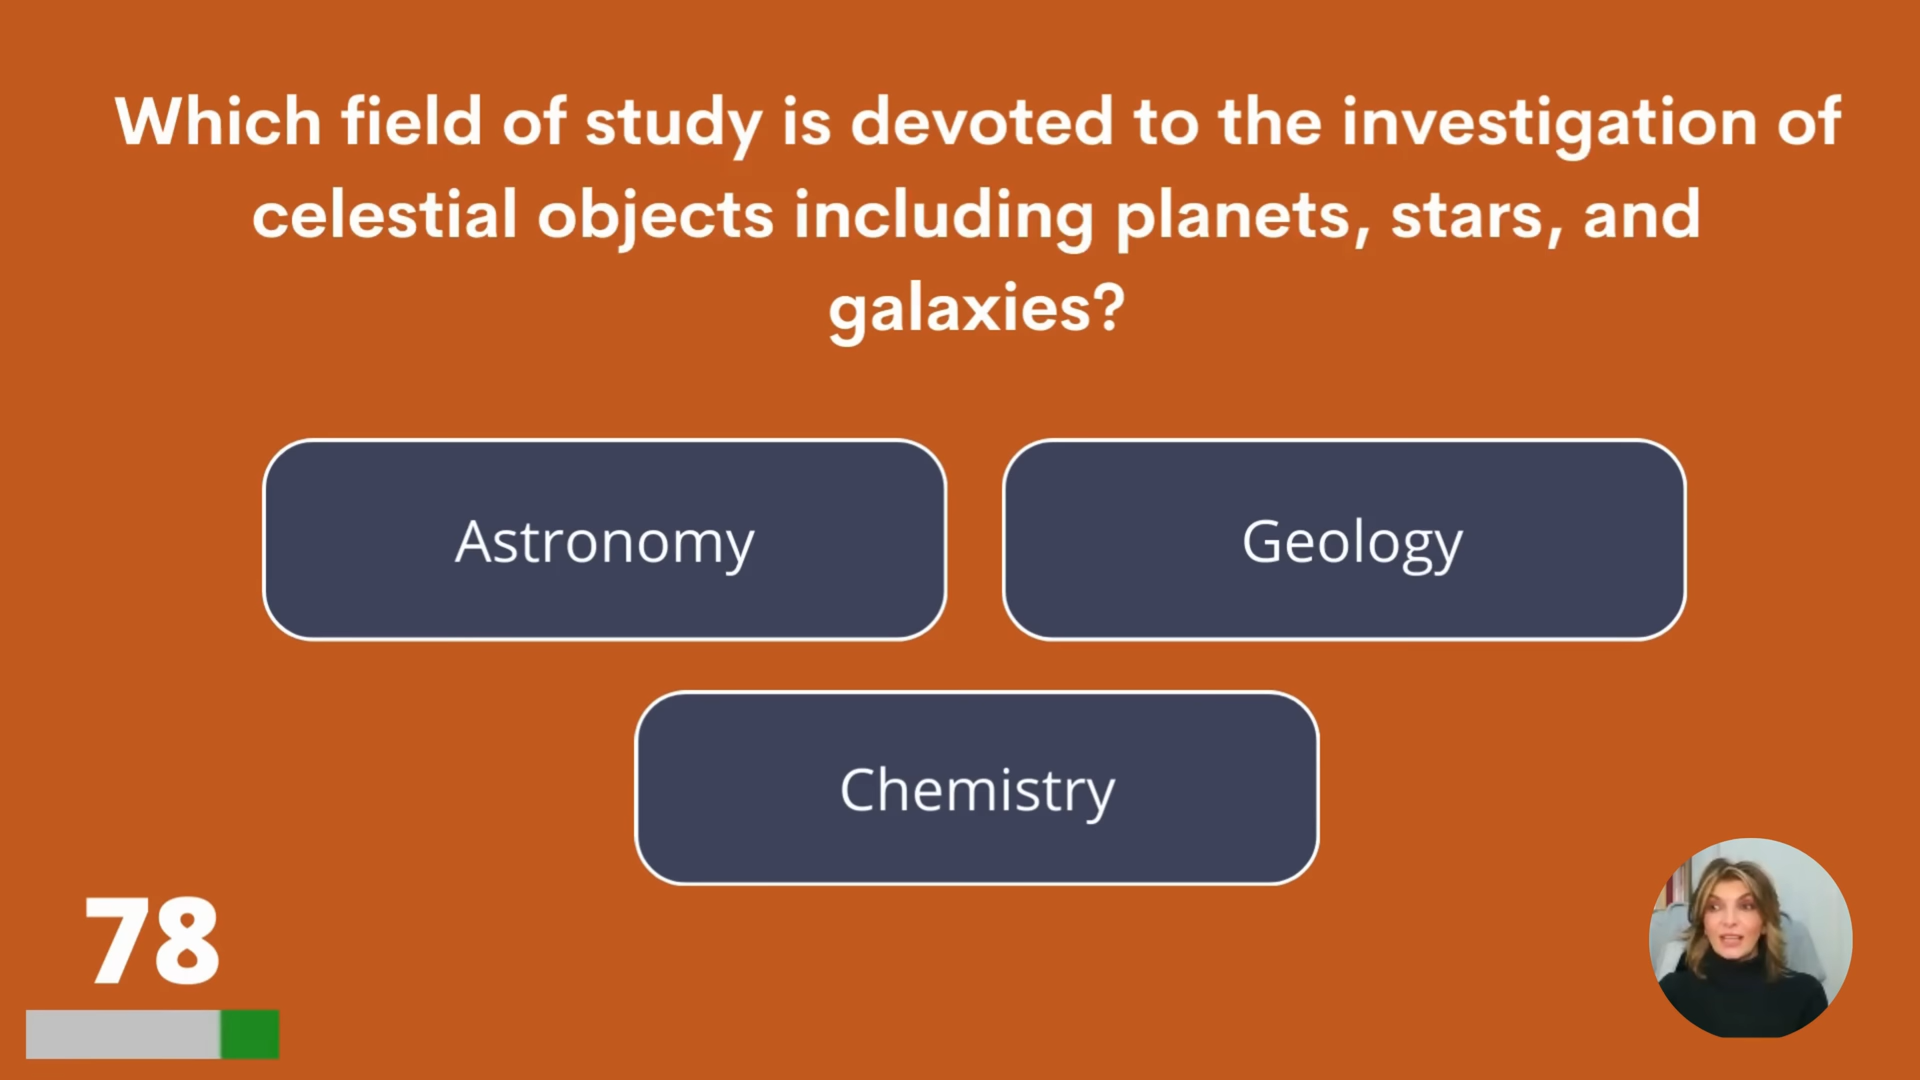 Which field of study is devoted to the investigation of
celestial objects including planets, stars, and
galaxies?
Astronomy
Geology
Chemistry
78